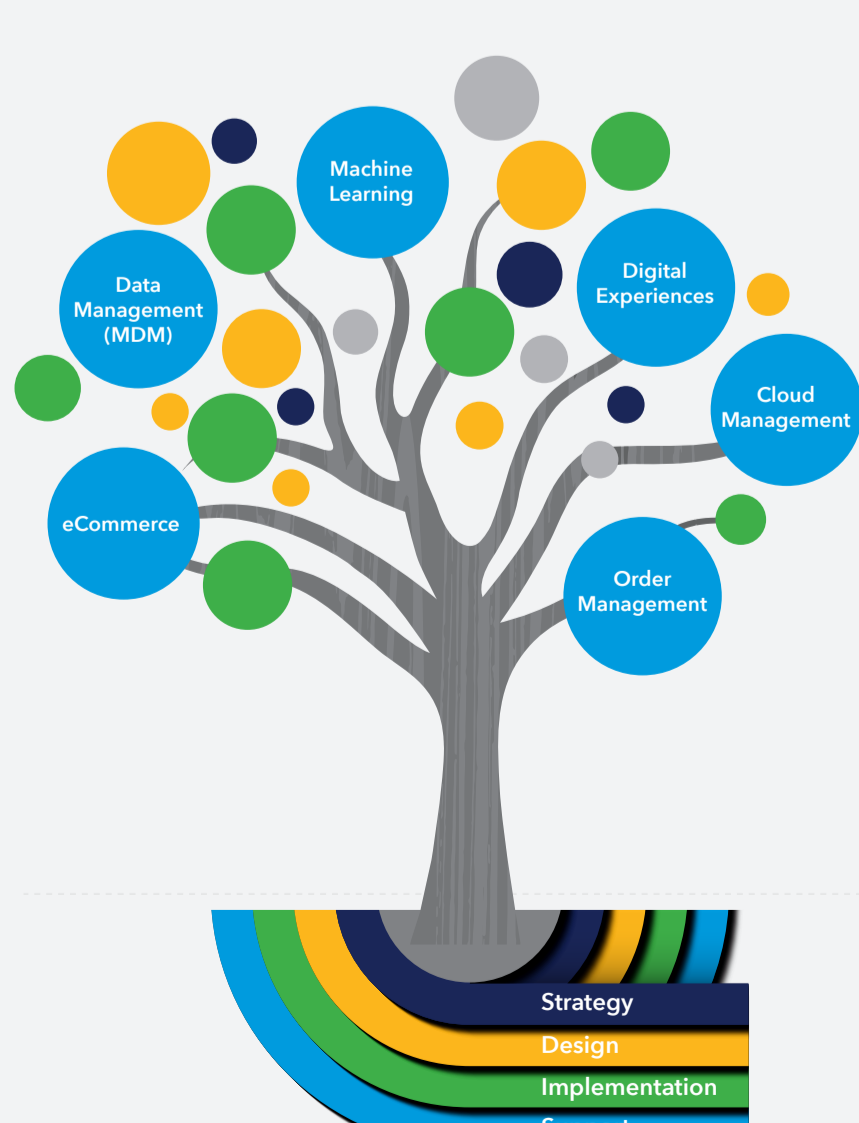 Machine
Learning
Data
Management
(MDM)
Digital
Experiences
Cloud
Management
eCommerce
Order
Management
Strategy
Design
Implementation